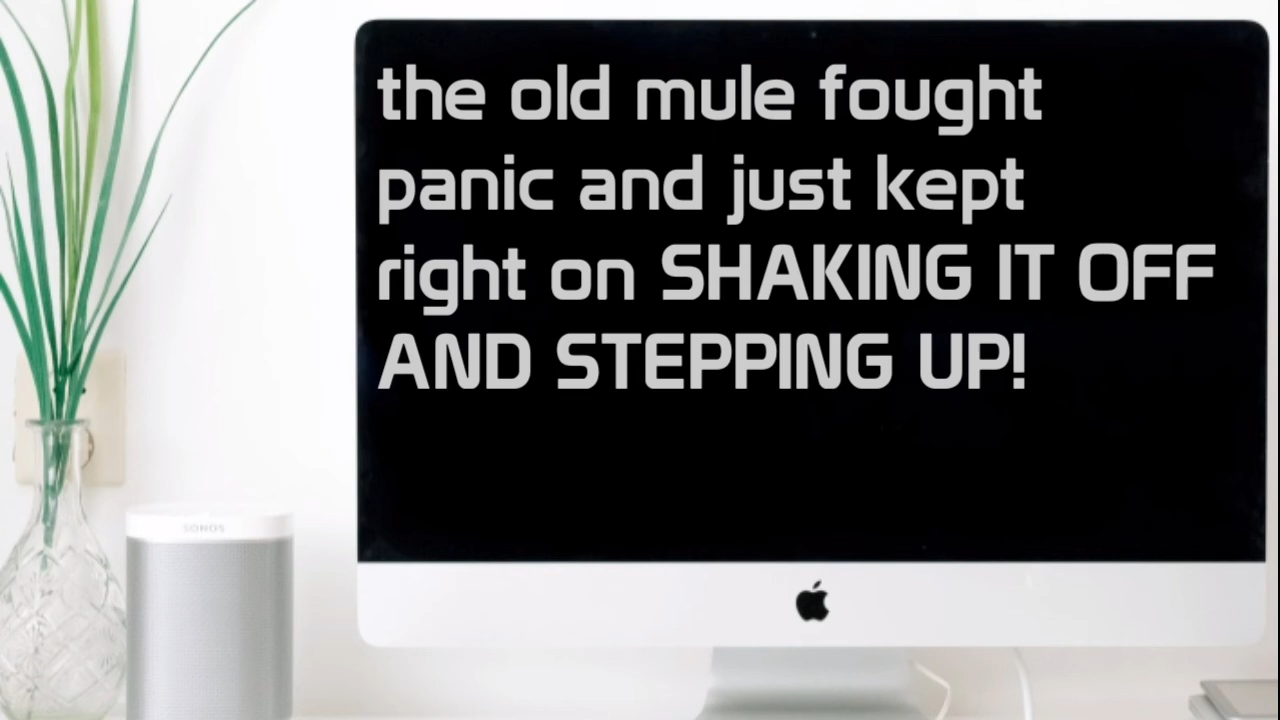 the old mule fought
panic and just kept
right on SHAKING IT OFF
AND STEPPING UP!
SONOS